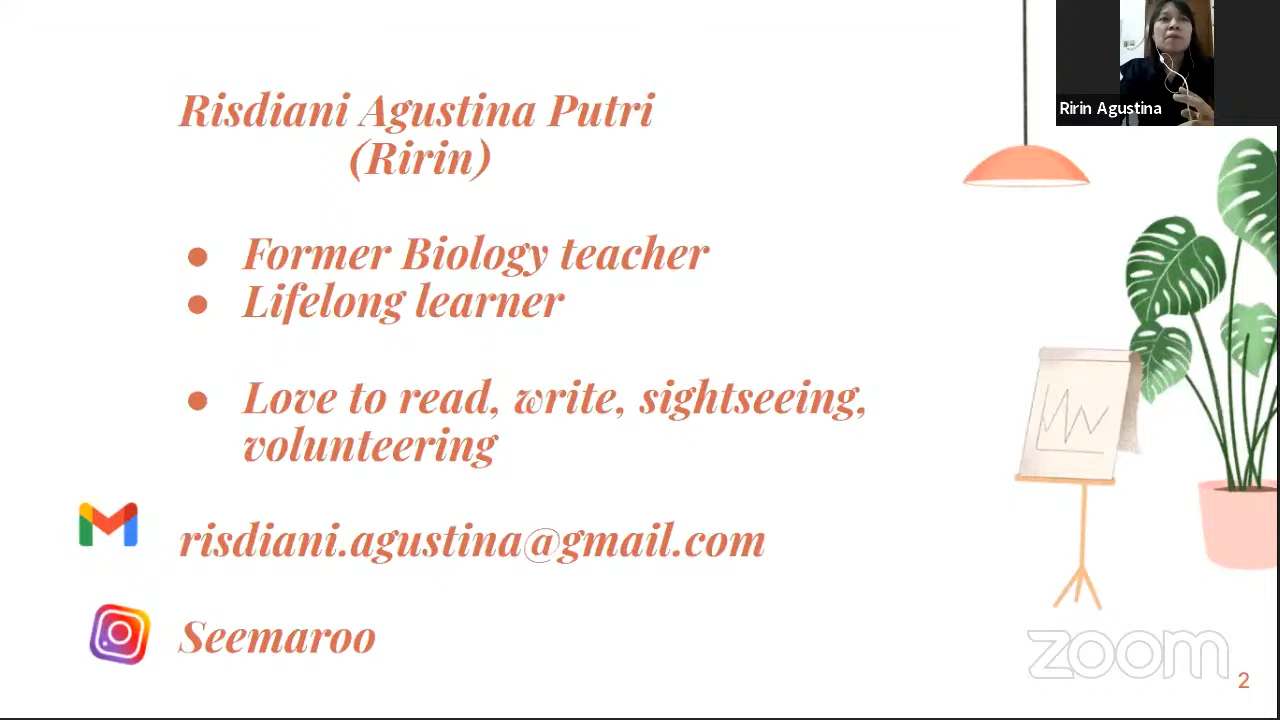 Risdiani Agustina Putri
(Ririn)
● Former Biology teacher
● Lifelong learner
● Love to read, write, sightseeing,
volunteering
risdiani.agustina@gmail.com
Seemaroo
Ririn Agustina
zoom
2